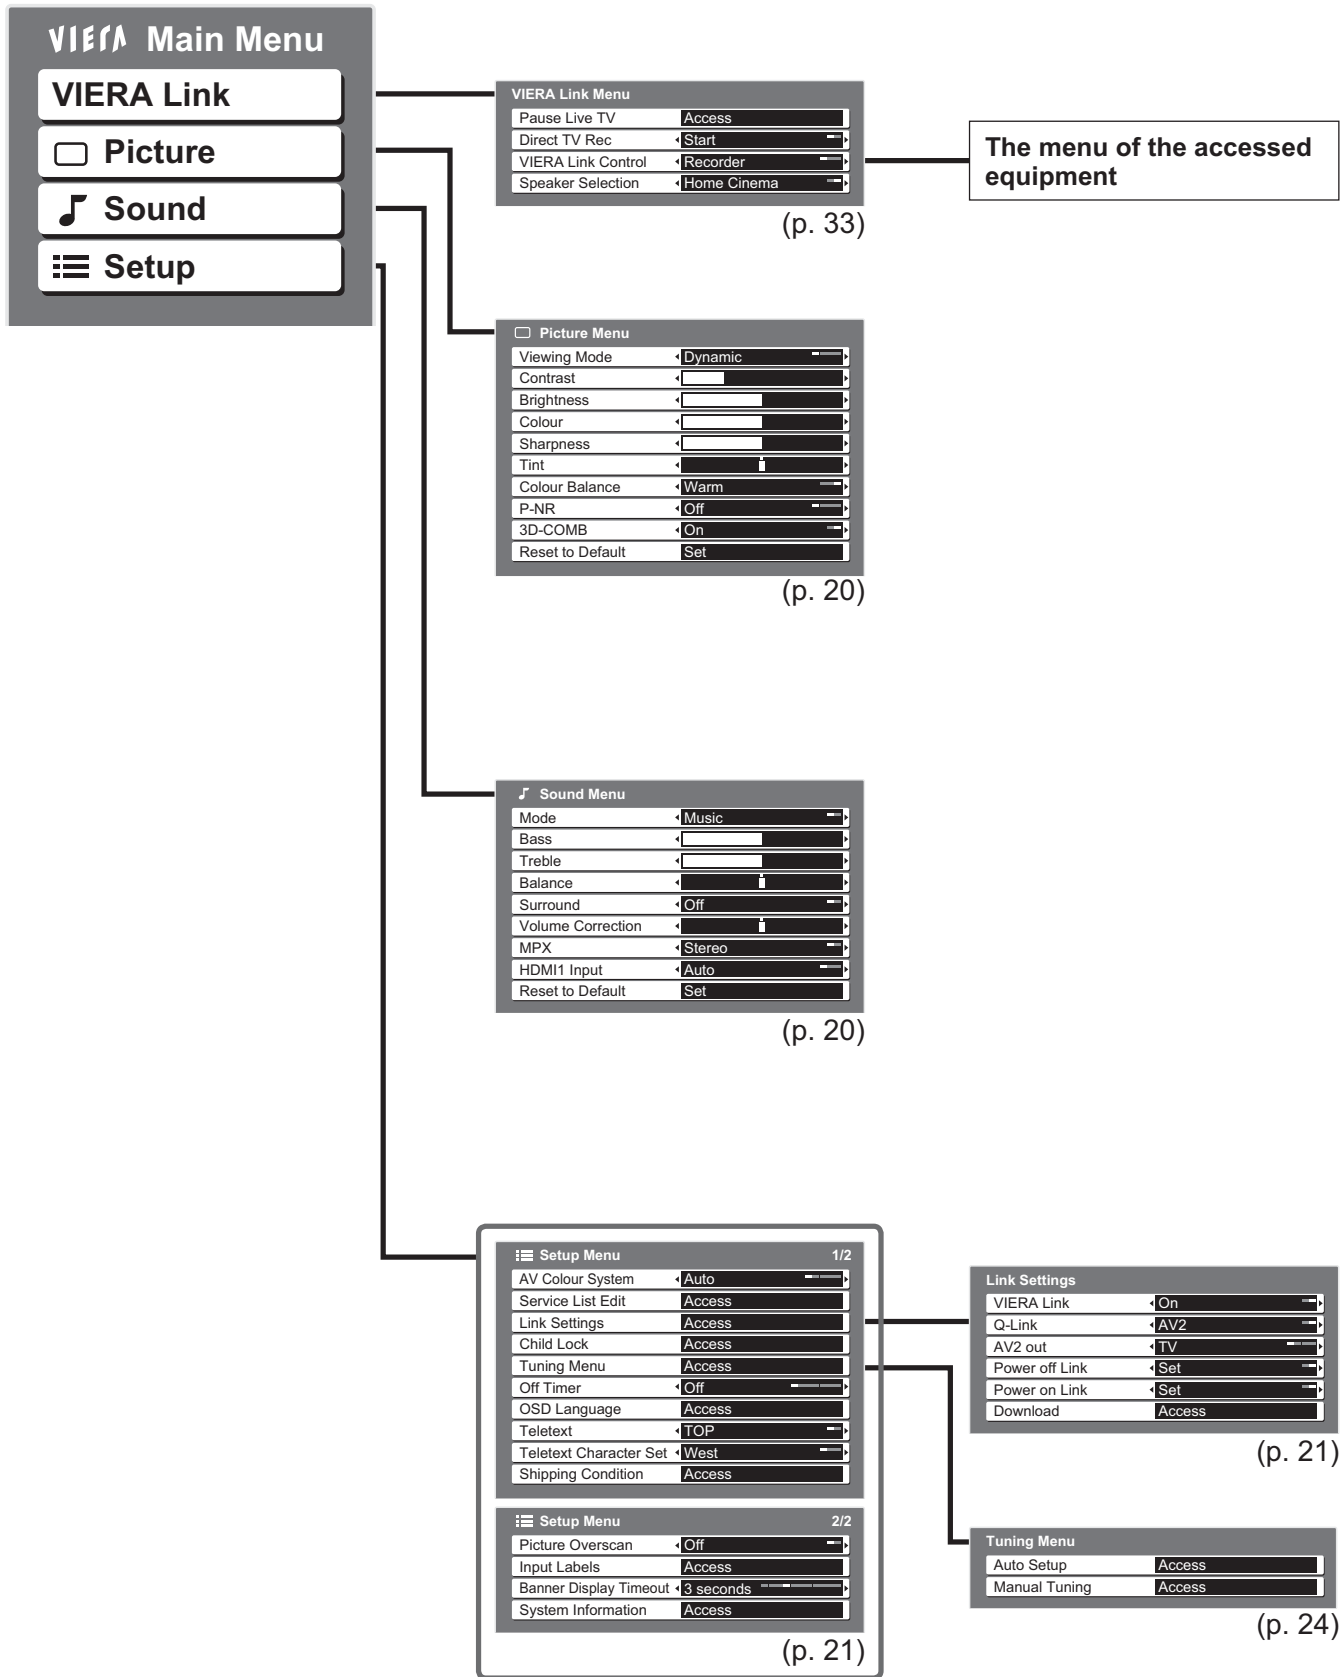 VIERA Main Menu
VIERA Link
Picture
Sound
Setup
VIERA Link Menu
Pause Live TV Access
Direct TV Rec Start
VIERA Link Control Recorder
Speaker Selection Home Cinema
(p. 33)
The menu of the accessed
equipment
Picture Menu
Viewing Mode Dynamic
Contrast
Brightness
Colour
Sharpness
Tint
Colour Balance Warm
P-NR Off
3D-COMB On
Reset to Default Set
(p. 20)
Sound Menu
Mode Music
Bass
Treble
Balance
Surround Off
Volume Correction
MPX Stereo
HDMI1 Input Auto
Reset to Default Set
(p. 20)
Setup Menu 1/2
AV Colour System Auto
Service List Edit Access
Link Settings Access
Child Lock Access
Tuning Menu Access
Off Timer Off
OSD Language Access
Teletext TOP
Teletext Character Set West
Shipping Condition Access
Setup Menu 2/2
Picture Overscan Off
Input Labels Access
Banner Display Timeout 3 seconds
System Information Access
(p. 21)
Link Settings
VIERA Link On
Q-Link AV2
AV2 out TV
Power off Link Set
Power on Link Set
Download Access
(p. 21)
Tuning Menu
Auto Setup Access
Manual Tuning Access
(p. 24)